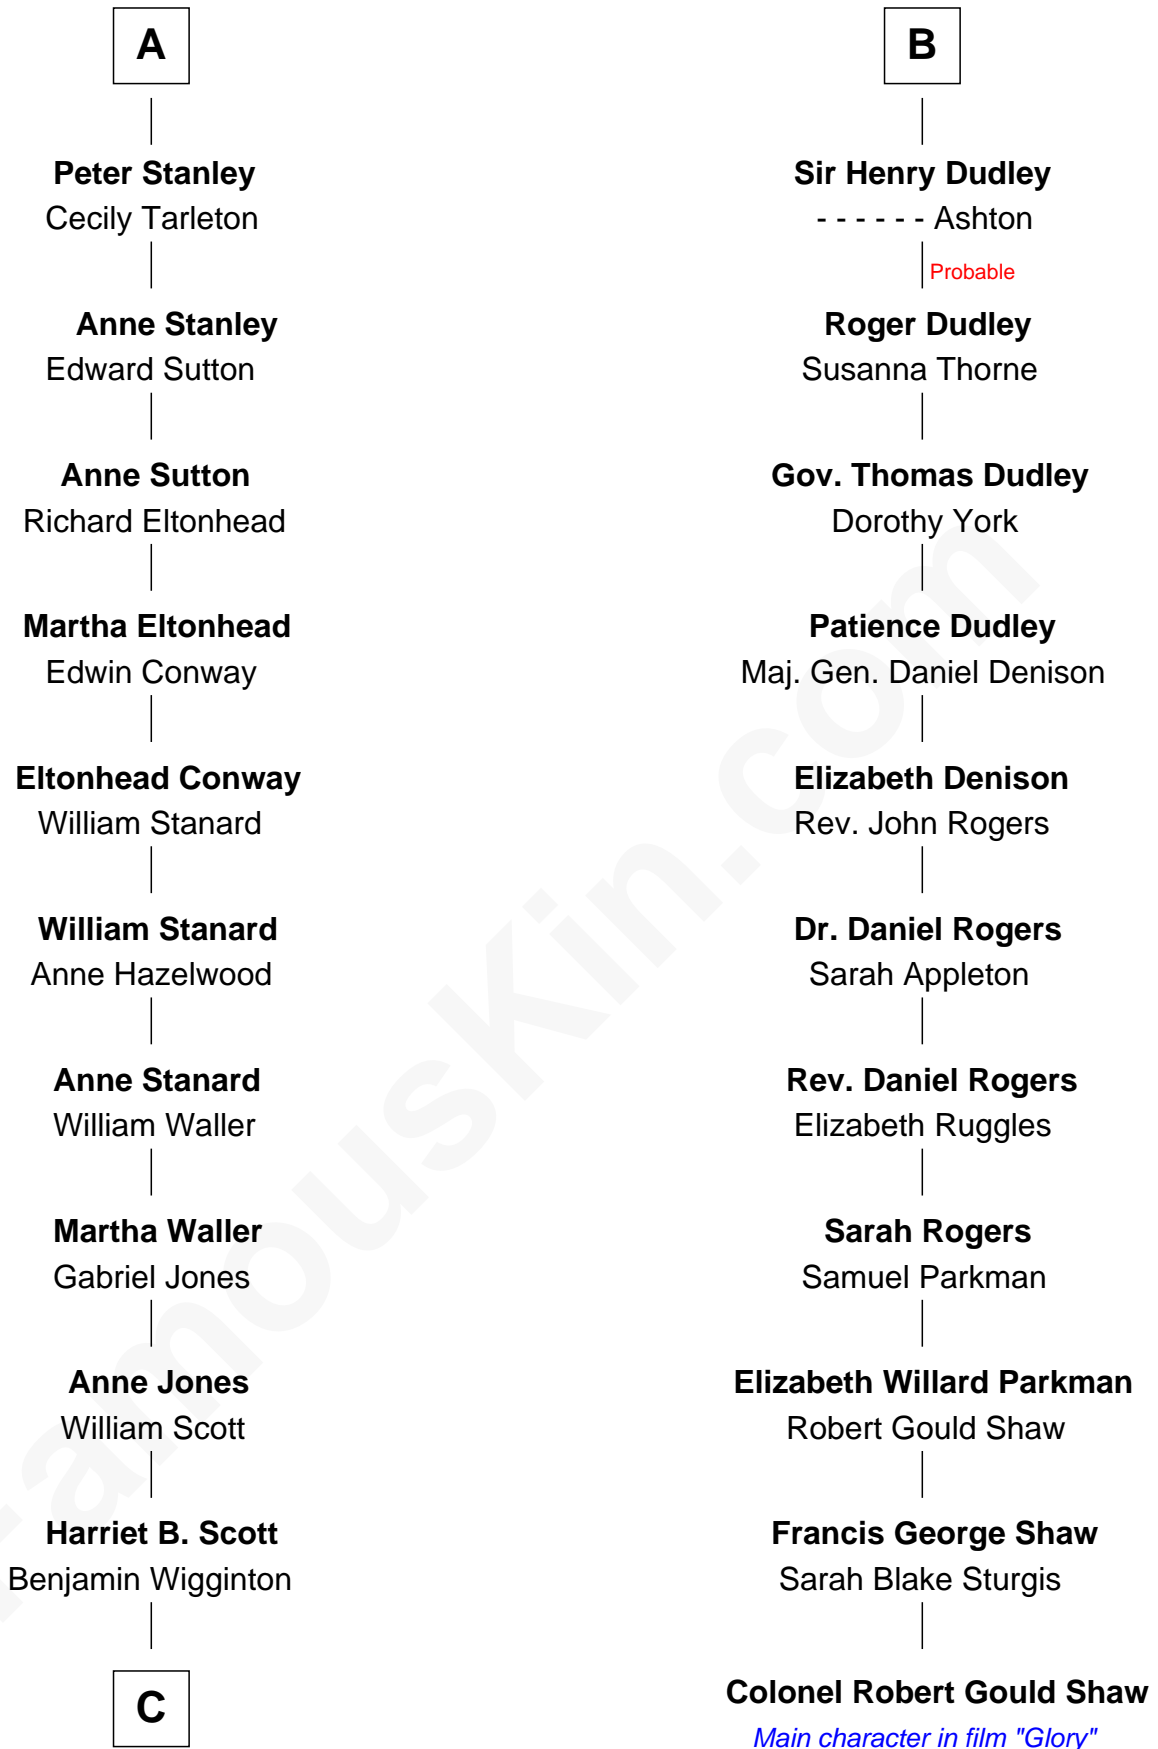 A
Peter Stanley
Cecily Tarleton
Anne Stanley
Edward Sutton
Anne Sutton
Richard Eltonhead
Martha Eltonhead
Edwin Conway
Eltonhead Conway
William Stanard
William Stanard
Anne Hazelwood
Anne Stanard
William Waller
Martha Waller
Gabriel Jones
Anne Jones
William Scott
Harriet B. Scott
Benjamin Wigginton
C
B
Sir Henry Dudley
- - - - - - Ashton
Probable
Roger Dudley
Susanna Thorne
Gov. Thomas Dudley
Dorothy York
Patience Dudley
Maj. Gen. Daniel Denison
Elizabeth Denison
Rev. John Rogers
Dr. Daniel Rogers
Sarah Appleton
Rev. Daniel Rogers
Elizabeth Ruggles
Sarah Rogers
Samuel Parkman
Elizabeth Willard Parkman
Robert Gould Shaw
Francis George Shaw
Sarah Blake Sturgis
Colonel Robert Gould Shaw
Main character in film "Glory"
FamousKin.com